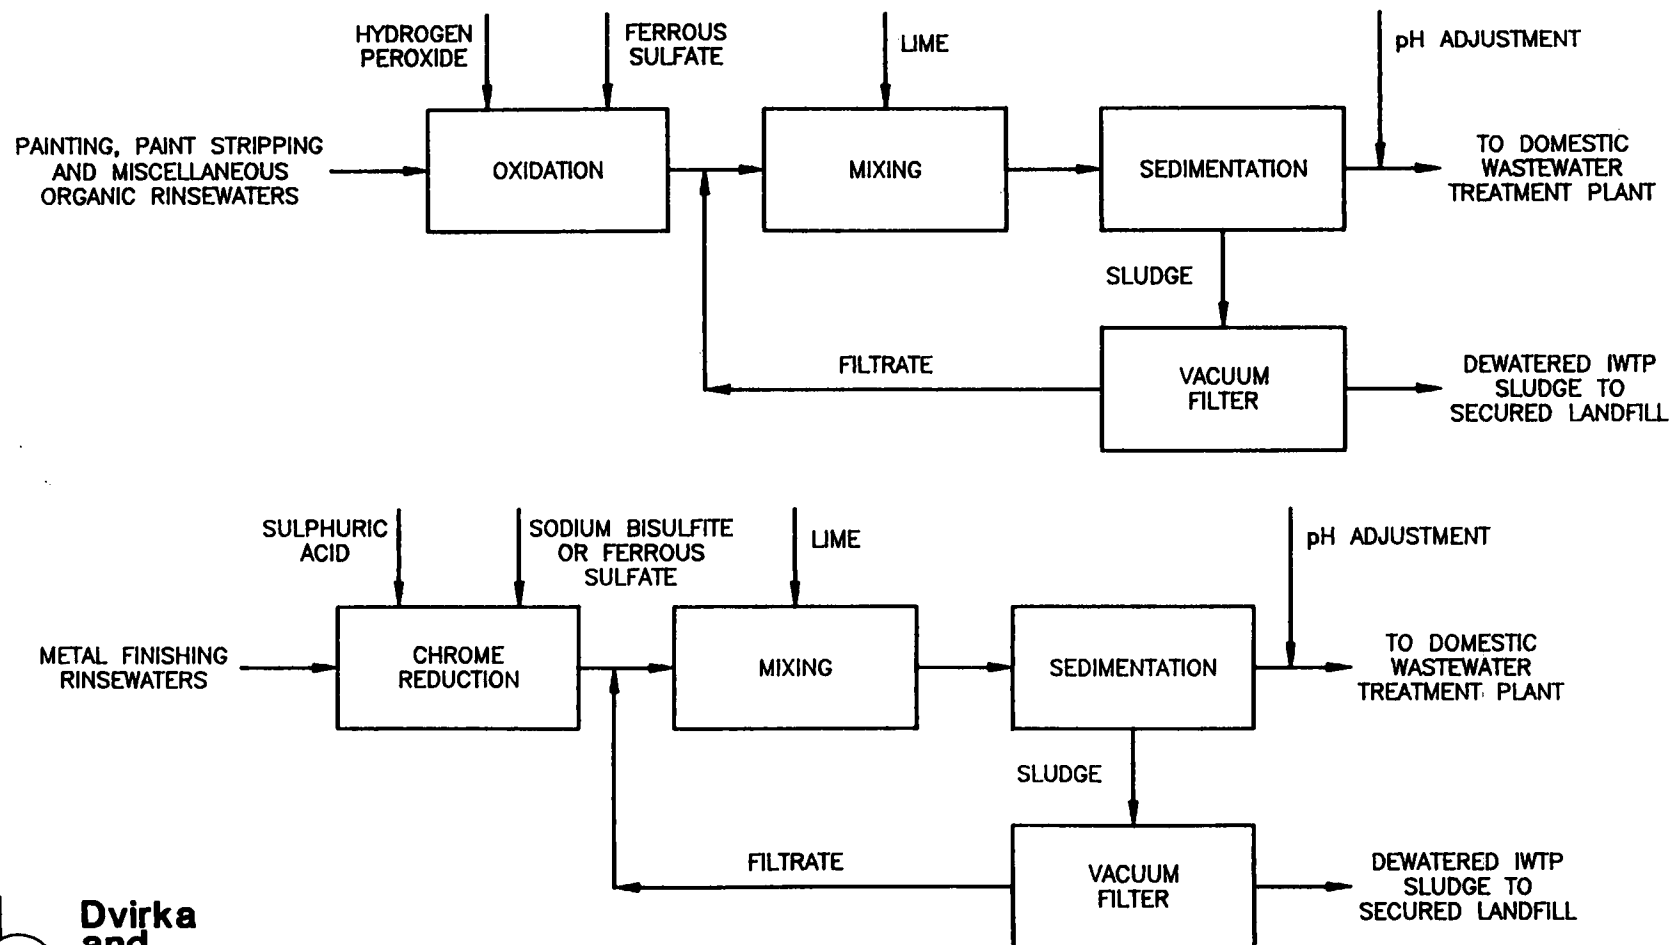 HYDROGEN
PEROXIDE
FERROUS
SULFATE
LIME
pH ADJUSTMENT
PAINTING, PAINT STRIPPING
AND MISCELLANEOUS
ORGANIC RINSEWATERS
OXIDATION
MIXING
SEDIMENTATION
TO DOMESTIC
WASTEWATER
TREATMENT PLANT
SLUDGE
FILTRATE
VACUUM
FILTER
DEWATERED IWTP
SLUDGE TO
SECURED LANDFILL
SULPHURIC
ACID
SODIUM BISULFITE
OR FERROUS
SULFATE
LIME
pH ADJUSTMENT
METAL FINISHING
RINSEWATERS
CHROME
REDUCTION
MIXING
SEDIMENTATION
TO DOMESTIC
WASTEWATER
TREATMENT PLANT
SLUDGE
FILTRATE
VACUUM
FILTER
DEWATERED IWTP
SLUDGE TO
SECURED LANDFILL
Dvirka
and